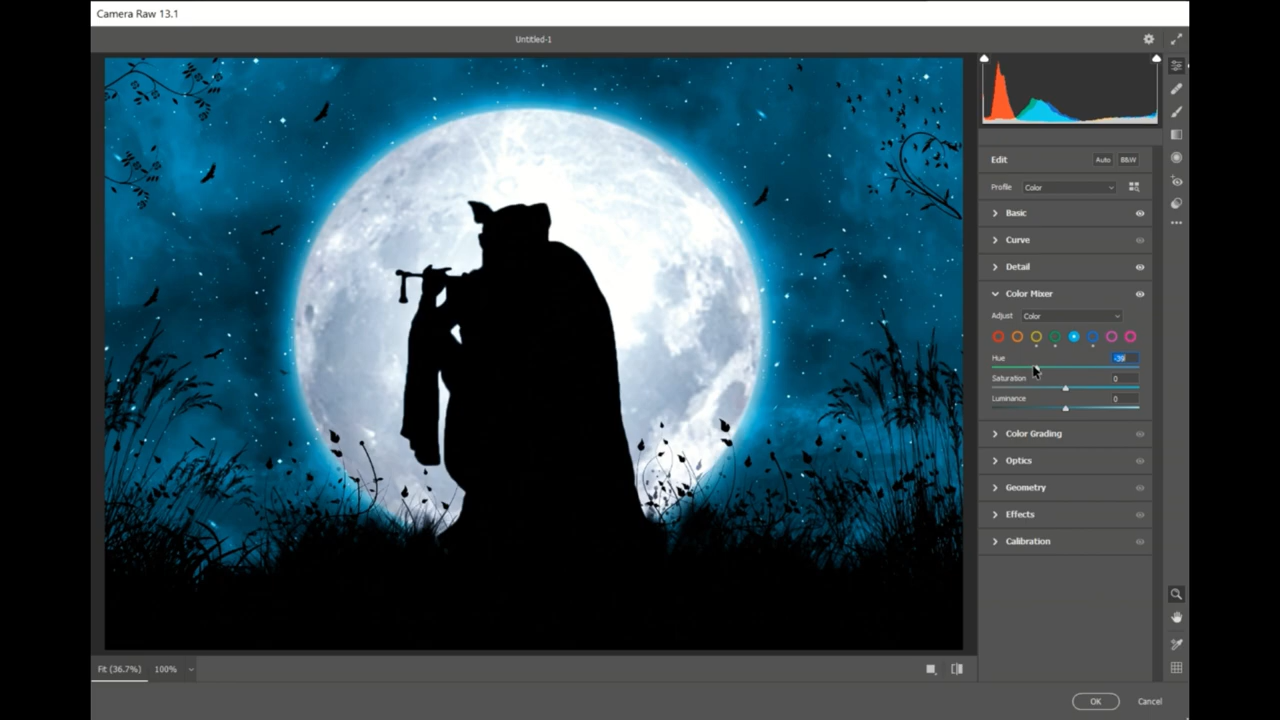 Camera Raw 13.1
Untitled-1
Edit
Auto
B&W
Profile
Color
Basic
Curve
Detail
Color Mixer
Adjust
Color
Hue
-39
Saturation
0
Luminance
0
Color Grading
Optics
Geometry
Effects
Calibration
Fit (36.7%)
100%
OK
Cancel